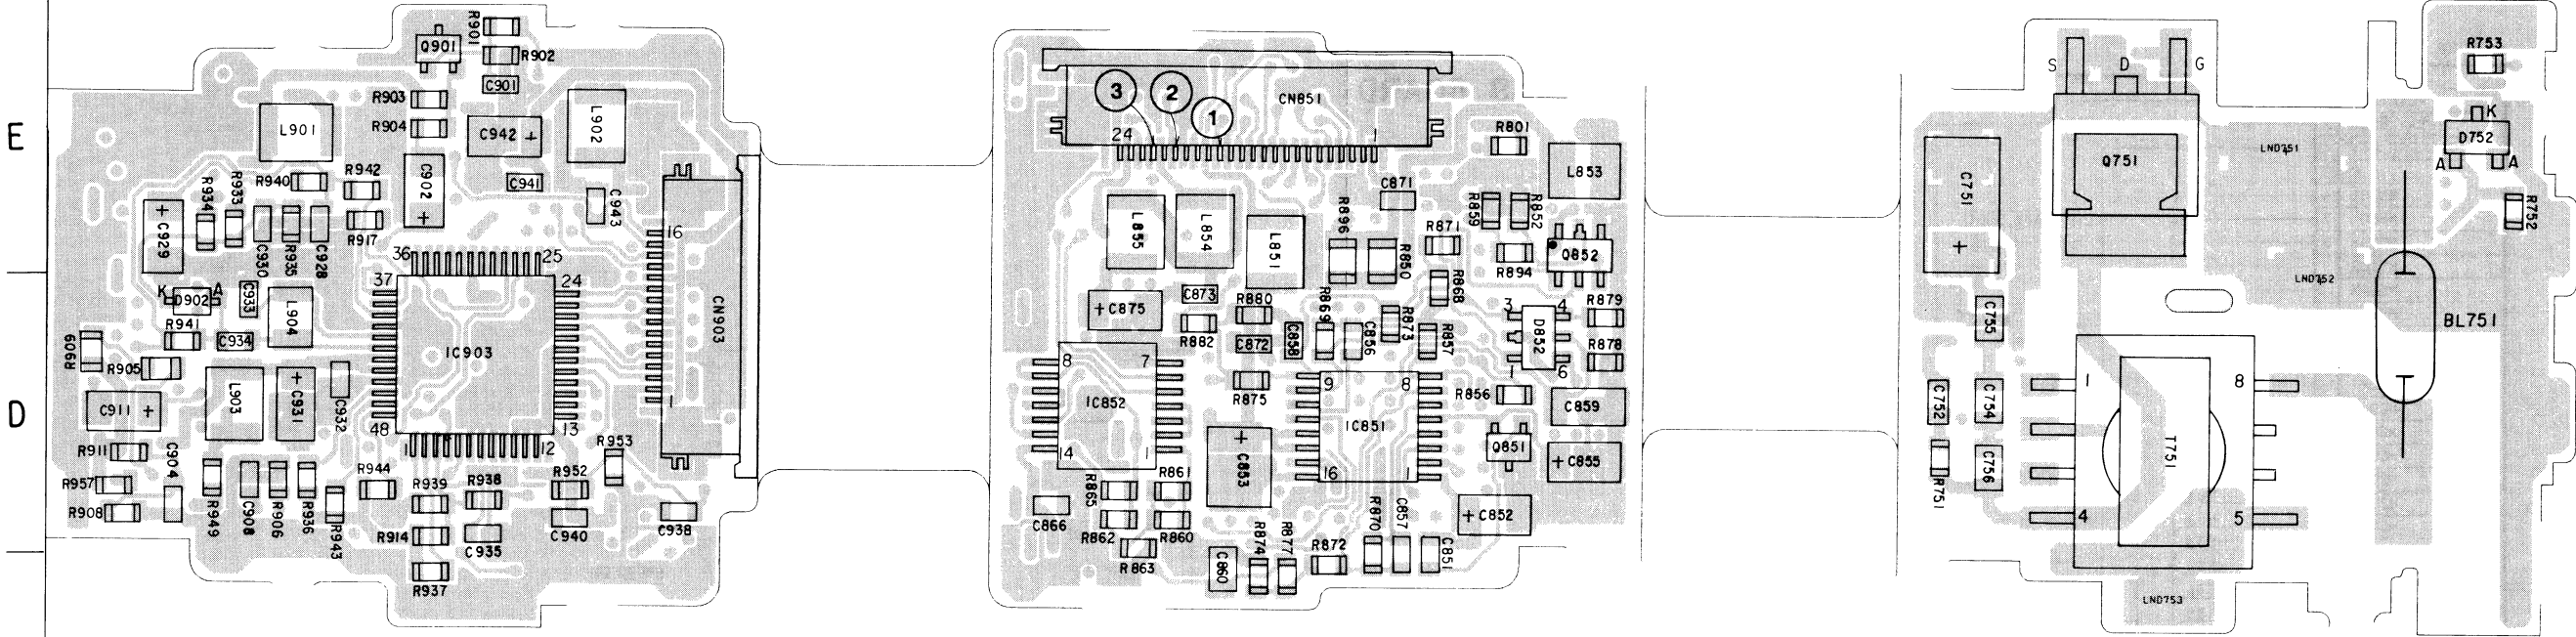 E
D
R901
Q901
R902
C901
R903
R904
C942 +
L901
L902
R942
R940
C902
+
C941
C943
R934
R933
+ C929
C930
R935
C928
R917
36
25
37
24
16
K
D902
A
C933
L904
R941
C934
R909
R905
IC903
CN903
L903
+ C931
C932
C911 +
48
13
1
12
1
R911
C904
R953
R957
R908
R949
C908
R906
R936
R943
R944
R939
R938
R952
R914
C935
C940
C938
R937
3
2
1
CN851
24
1
R801
L853
C871
R859
R852
L855
L854
L851
R896
R850
R871
R894
Q852
R868
+ C875
C873
R880
R869
R873
3
4
R879
D852
R882
C872
C858
C856
R857
R878
1
6
8
7
IC852
14
1
R875
9
8
IC851
16
1
R856
C859
Q851
+ C855
+ C853
R865
R861
C866
R862
R860
R863
R870
C857
+ C852
C860
R874
R877
R872
C851
S
D
G
Q751
C751
+
LND751
LND752
R753
K
D752
A
A
R752
C755
BL751
C752
C754
1
8
T751
R751
C756
4
5
LND753